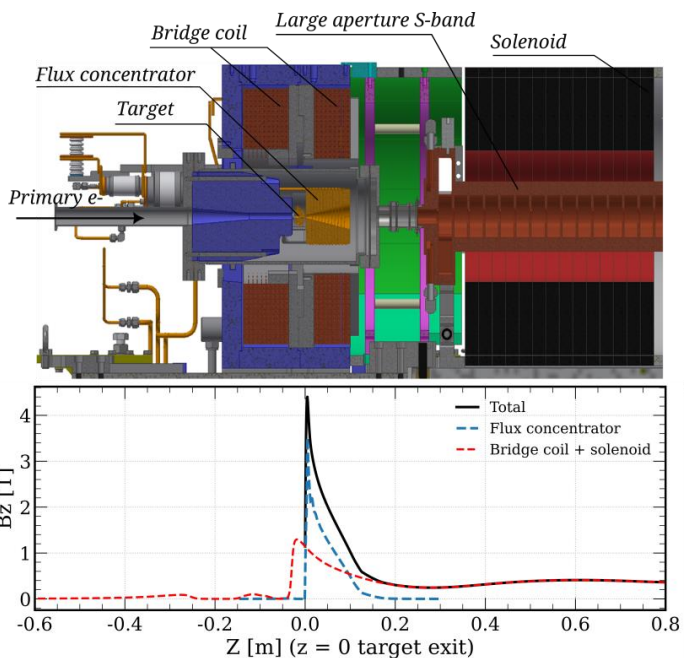 Large aperture S-band
Bridge coil
Solenoid
Flux concentrator
Target
Primary e-
Bz [T]
4
3
2
1
0
Total
Flux concentrator
Bridge coil + solenoid
-0.6 -0.4 -0.2 0.0 0.2 0.4 0.6 0.8
Z [m] (z = 0 target exit)